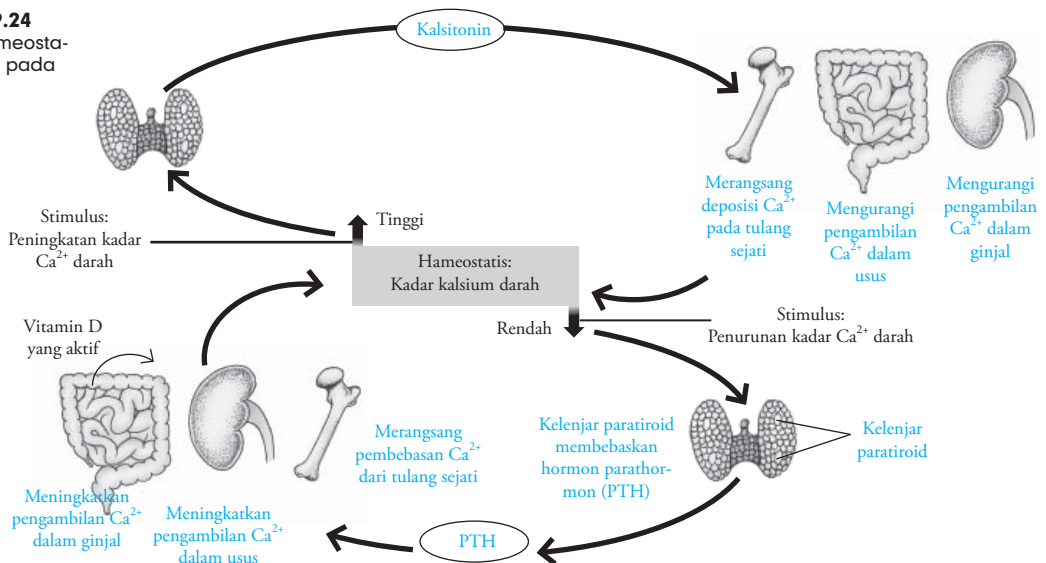 9.24
meosta-
pada
Kalsitonin
Merangsang
deposisi Ca²⁺
pada tulang
sejati
Mengurangi
pengambilan
Ca²⁺ dalam
usus
Mengurangi
pengambilan
Ca²⁺ dalam
ginjal
Stimulus:
Peningkatan kadar
Ca²⁺ darah
Tinggi
Hameostatis:
Kadar kalsium darah
Rendah
Stimulus:
Penurunan kadar Ca²⁺ darah
Vitamin D
yang aktif
Meningkatkan
pengambilan Ca²⁺
dalam ginjal
Meningkatkan
pengambilan Ca²⁺
dalam usus
Merangsang
pembebasan Ca²⁺
dari tulang sejati
Kelenjar paratiroid
membebaskan
hormon parathor-
mon (PTH)
Kelenjar
paratiroid
PTH